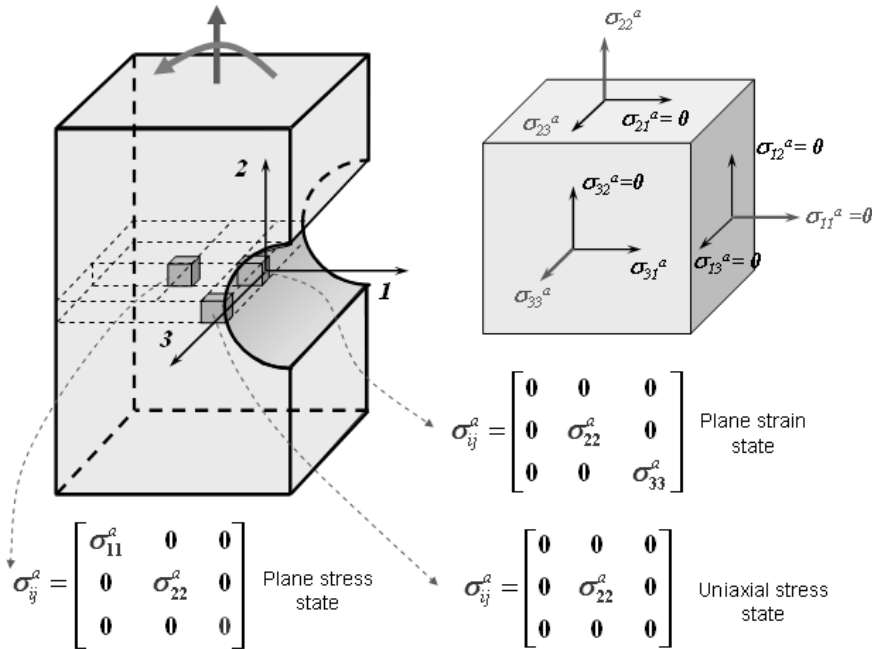 σ₂₂ᵃ
σ₂₃ᵃ
σ₂₁ᵃ = 0
σ₁₂ᵃ = 0
σ₃₂ᵃ = 0
σ₁₁ᵃ = 0
σ₃₁ᵃ
σ₁₃ᵃ = 0
σ₃₃ᵃ
2
1
3
σᵢⱼᵃ = [ 0 0 0
0 σ₂₂ᵃ 0
0 0 σ₃₃ᵃ ]
Plane strain
state
σᵢⱼᵃ = [ σ₁₁ᵃ 0 0
0 σ₂₂ᵃ 0
0 0 0 ]
Plane stress
state
σᵢⱼᵃ = [ 0 0 0
0 σ₂₂ᵃ 0
0 0 0 ]
Uniaxial stress
state